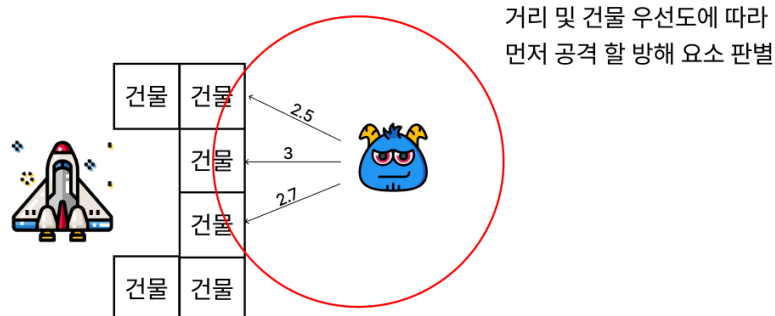 거리 및 건물 우선도에 따라
먼저 공격 할 방해 요소 판별
건물 건물
2.5
건물
3
건물
2.7
건물 건물